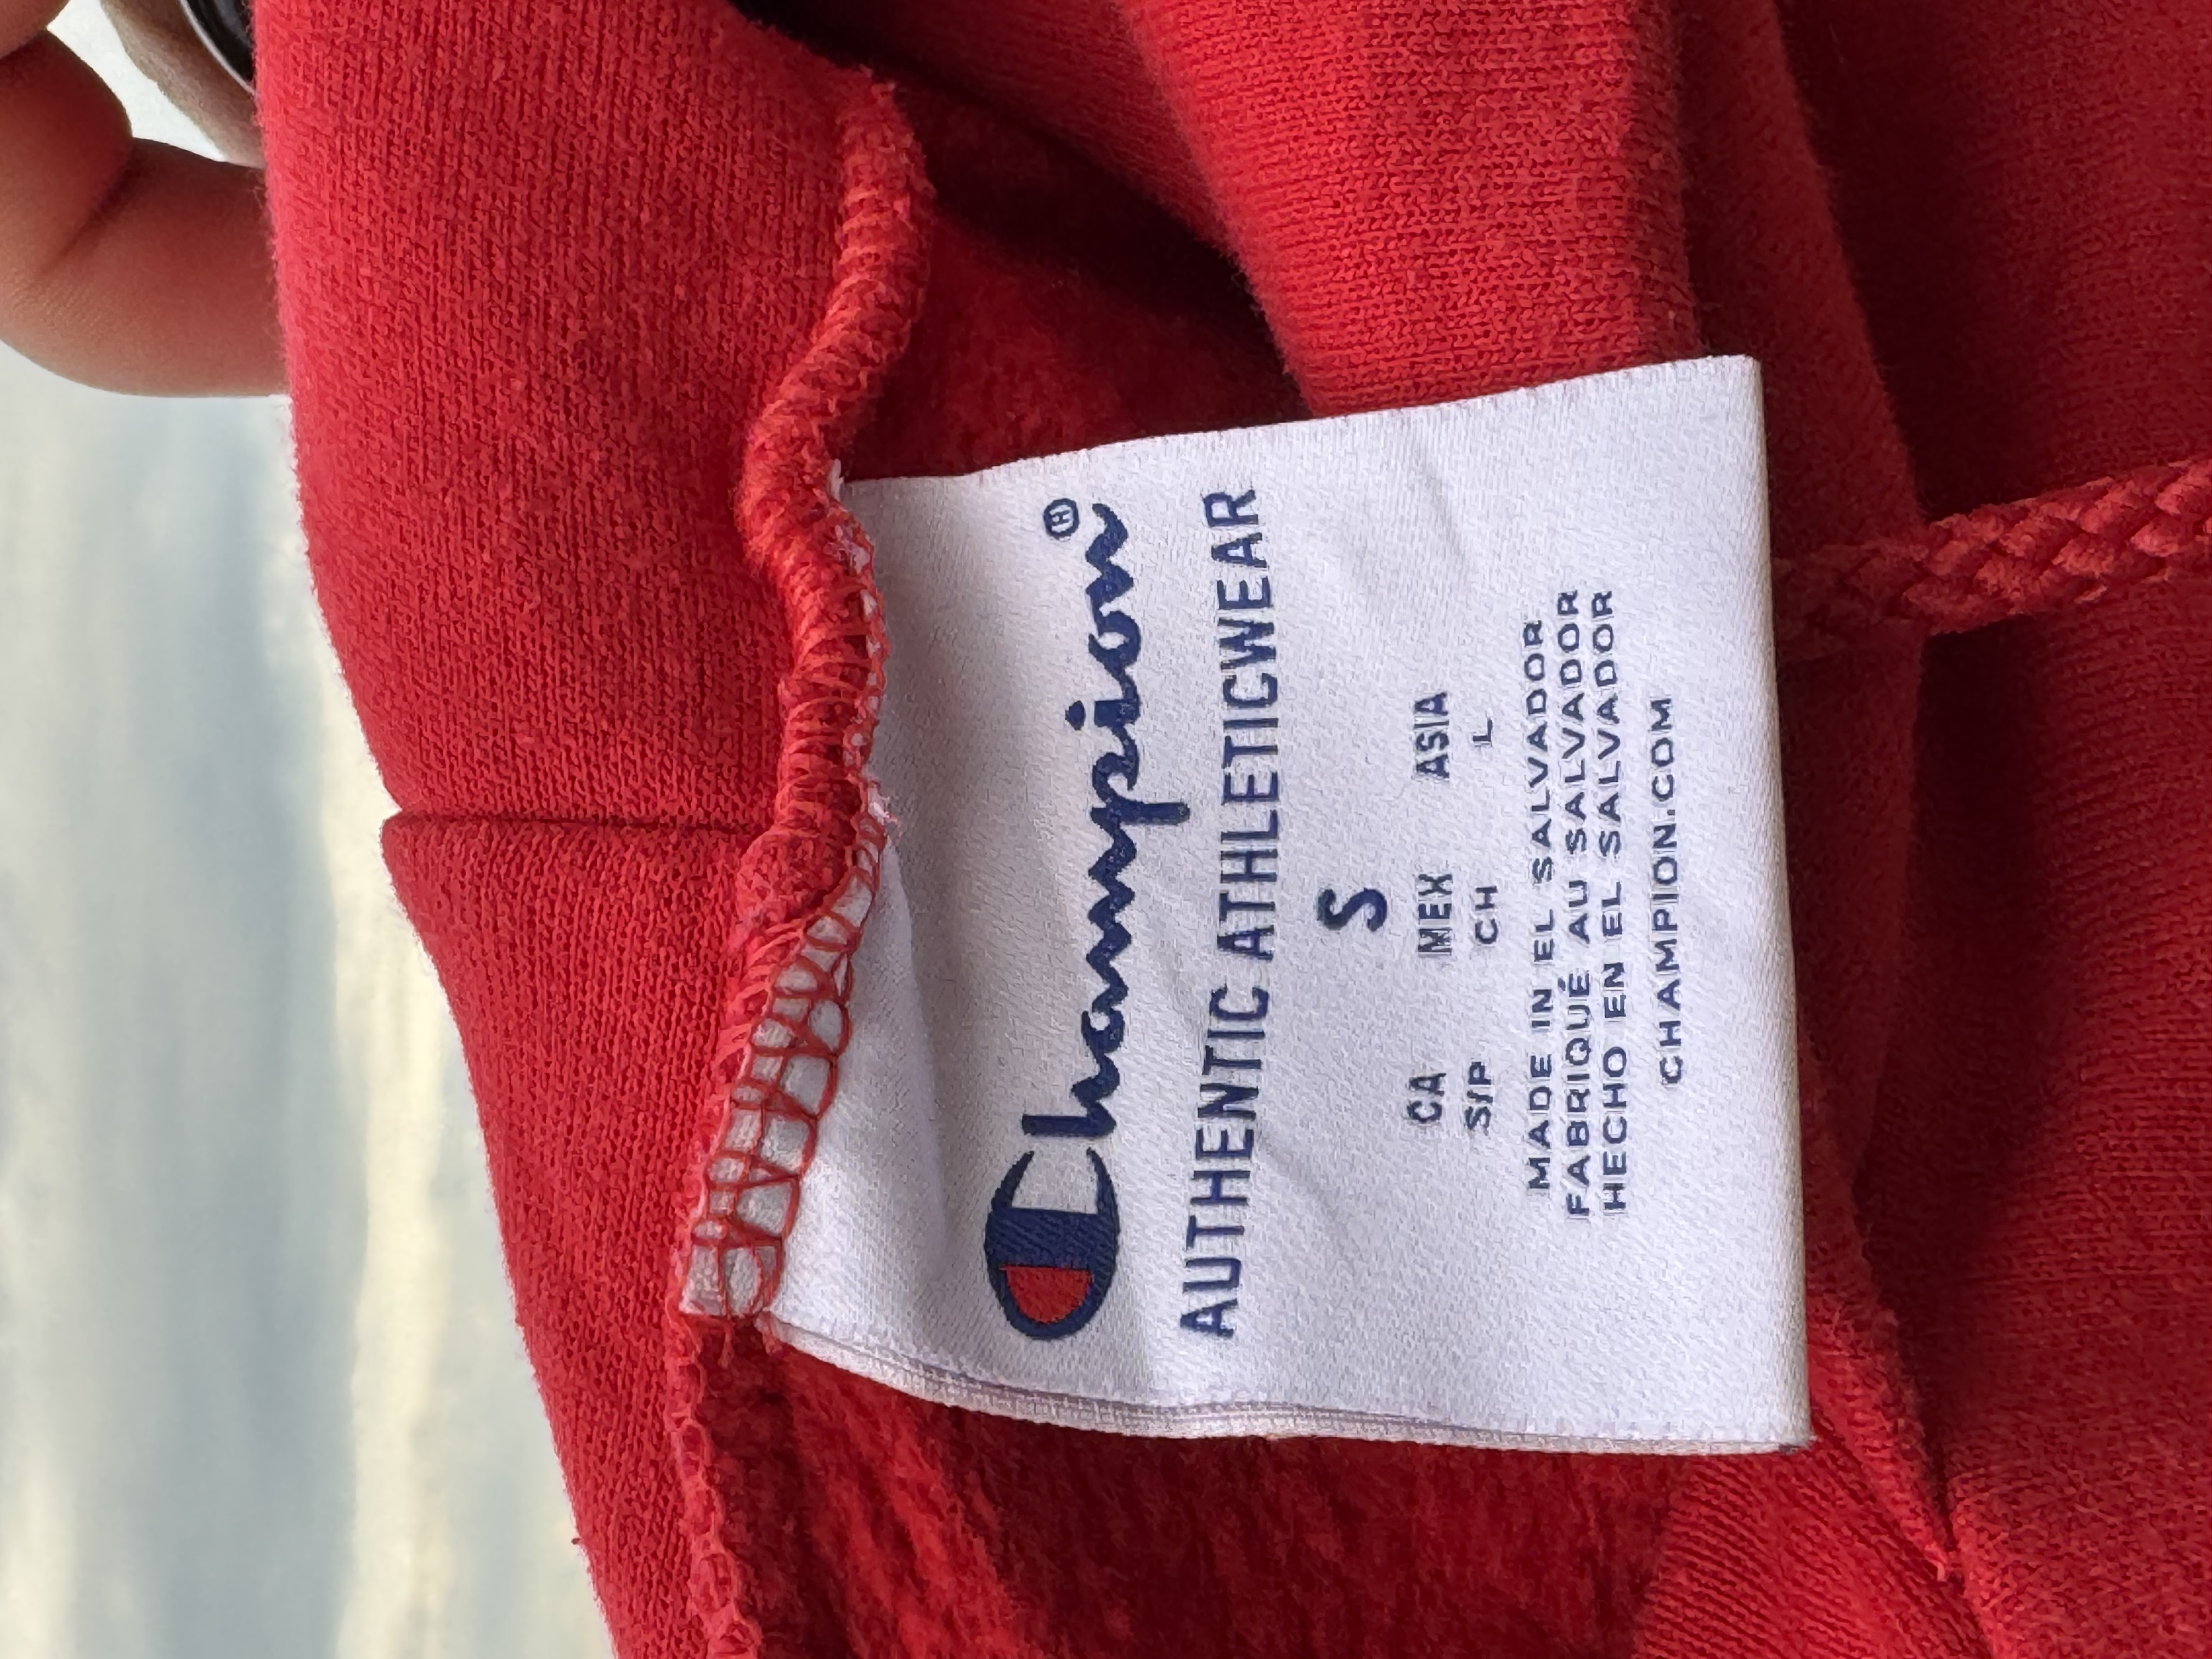 Champion®
AUTHENTIC ATHLETICWEAR
S
CA MEX ASIA
S/P CH L
MADE IN EL SALVADOR
FABRIQUÉ AU SALVADOR
HECHO EN EL SALVADOR
CHAMPION.COM